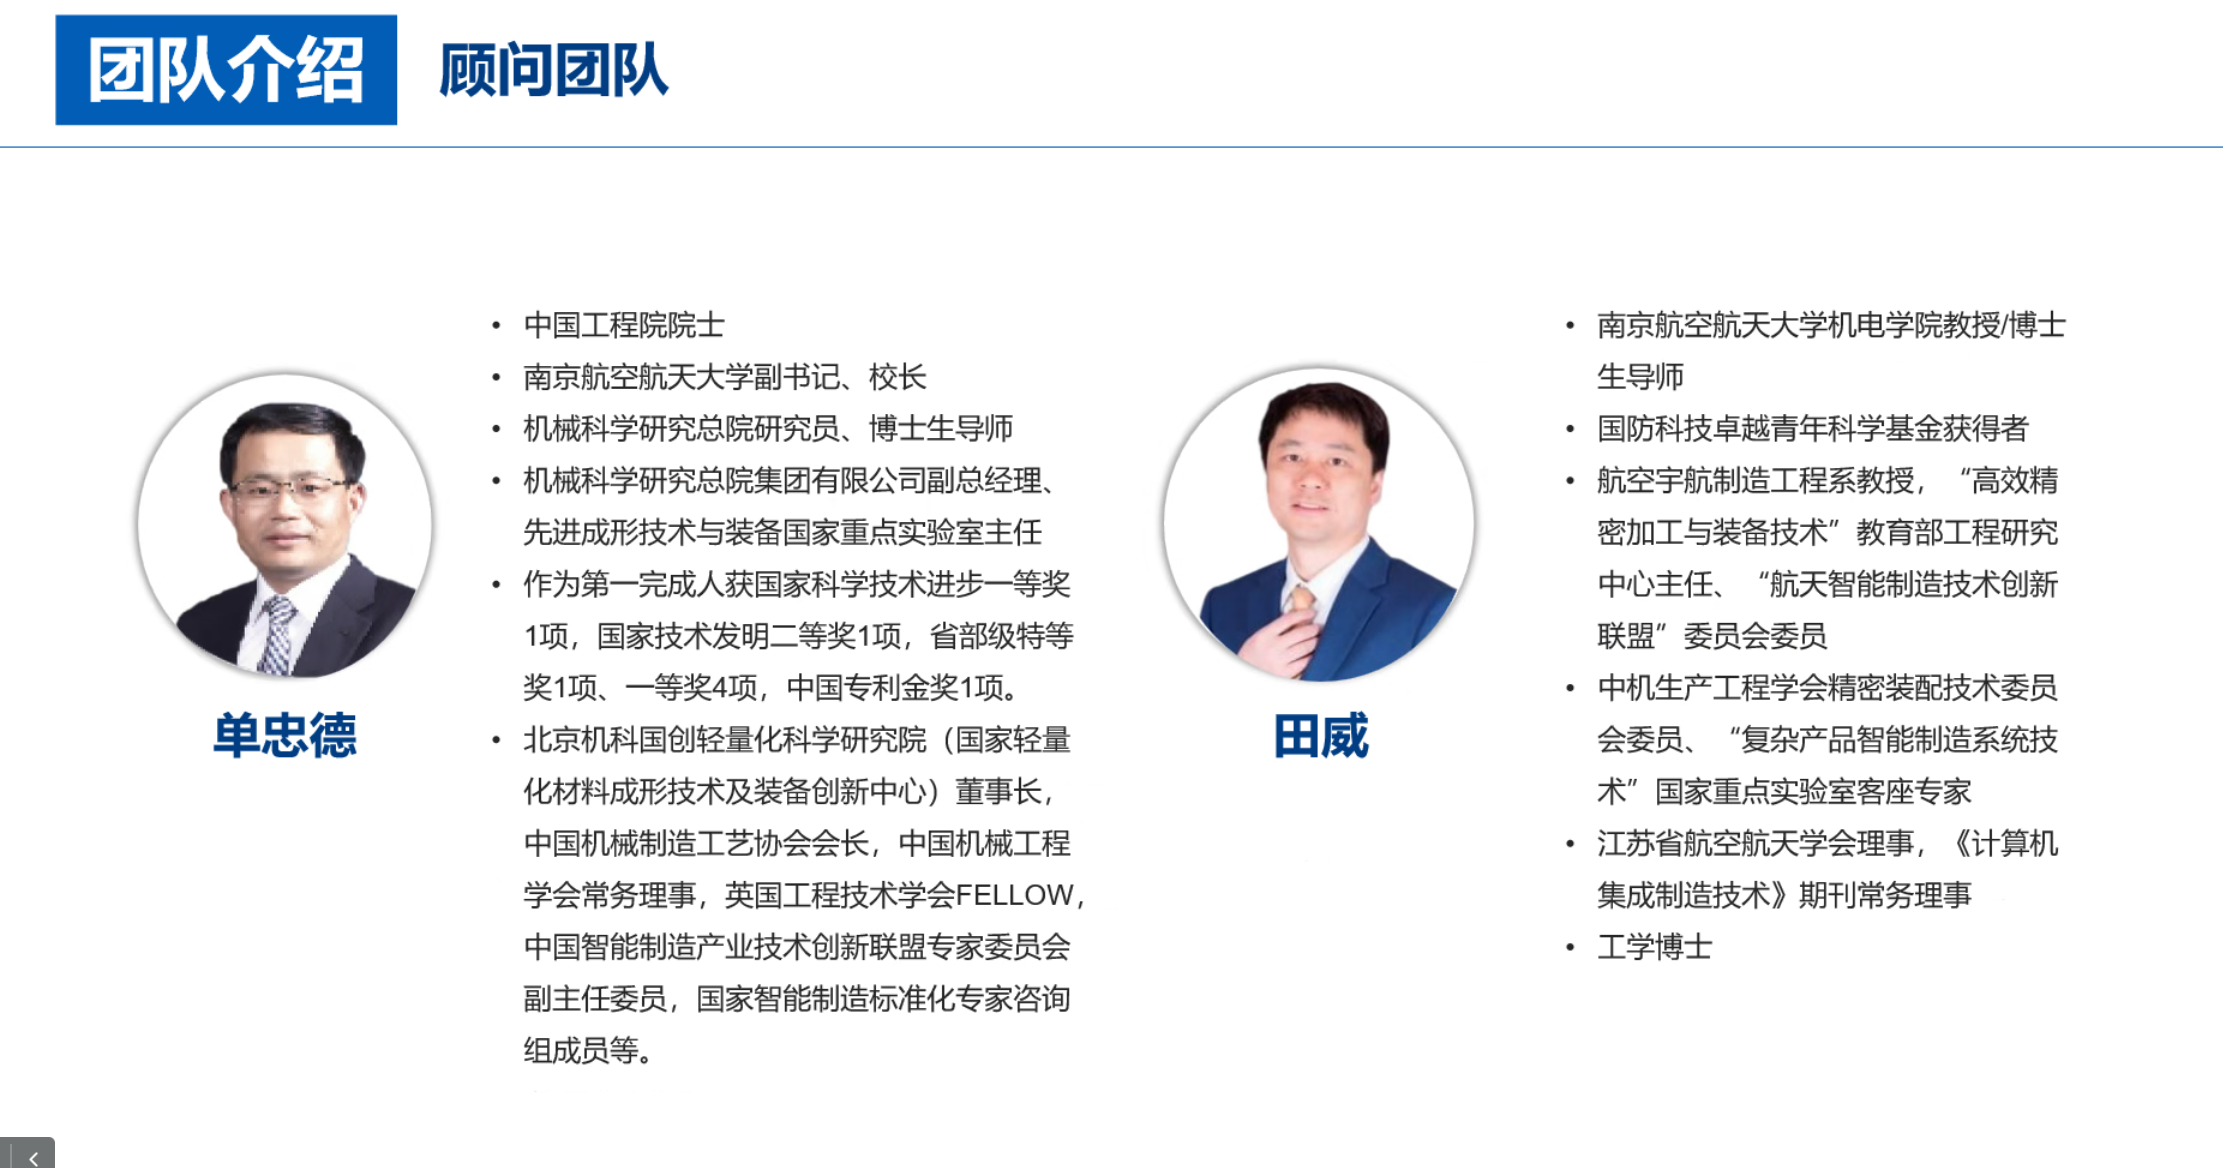 团队介绍 顾问团队
• 中国工程院院士
• 南京航空航天大学副书记、校长
• 机械科学研究总院研究员、博士生导师
• 机械科学研究总院集团有限公司副总经理、
先进成形技术与装备国家重点实验室主任
• 作为第一完成人获国家科学技术进步一等奖
1项，国家技术发明二等奖1项，省部级特等
奖1项、一等奖4项，中国专利金奖1项。
• 北京机科国创轻量化科学研究院（国家轻量
化材料成形技术及装备创新中心）董事长，
中国机械制造工艺协会会长，中国机械工程
学会常务理事，英国工程技术学会FELLOW，
中国智能制造产业技术创新联盟专家委员会
副主任委员，国家智能制造标准化专家咨询
组成员等。
单忠德
• 南京航空航天大学机电学院教授/博士
生导师
• 国防科技卓越青年科学基金获得者
• 航空宇航制造工程系教授，“高效精
密加工与装备技术”教育部工程研究
中心主任、“航天智能制造技术创新
联盟”委员会委员
• 中机生产工程学会精密装配技术委员
会委员、“复杂产品智能制造系统技
术”国家重点实验室客座专家
• 江苏省航空航天学会理事，《计算机
集成制造技术》期刊常务理事
• 工学博士
田威